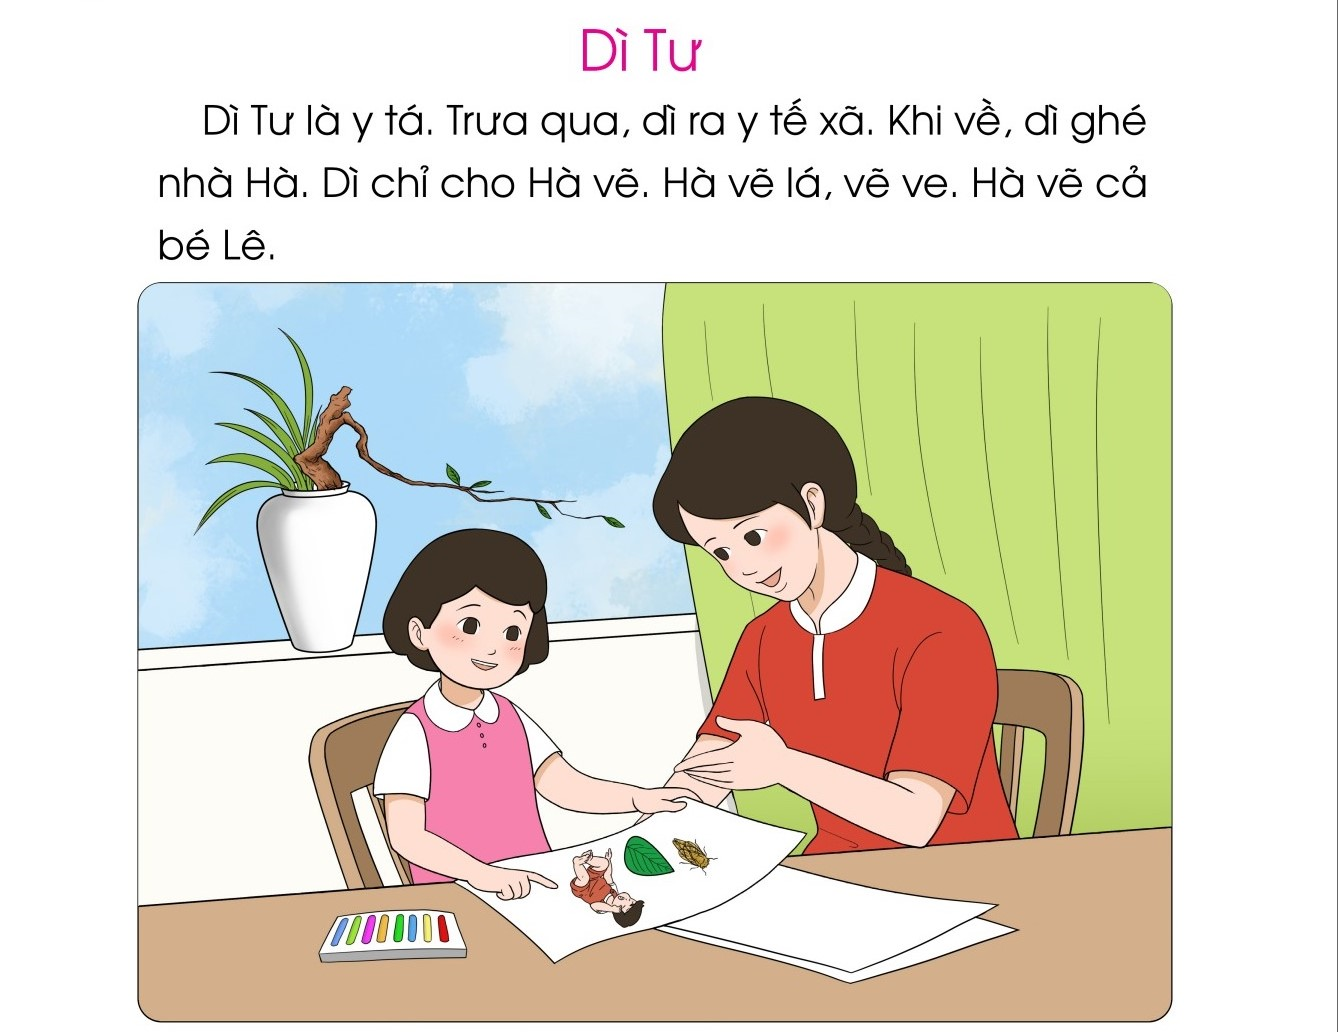 Dì Tư
Dì Tư là y tá. Trưa qua, dì ra y tế xã. Khi về, dì ghé
nhà Hà. Dì chỉ cho Hà vẽ. Hà vẽ lá, vẽ ve. Hà vẽ cả
bé Lê.